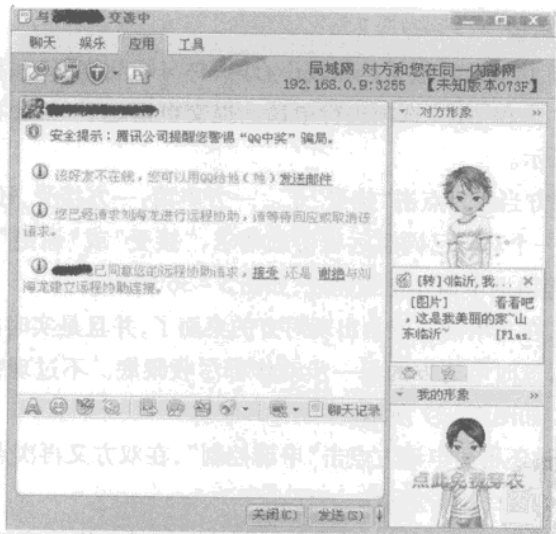 与 交谈中
聊天 娱乐 应用 工具
局域网 对方和您在同一内部网
192.168.0.9:3255 【未知版本073F】
安全提示：腾讯公司提醒您警惕“QQ中奖”骗局。
该好友不在线，您可以用QQ给他（她）发送邮件
您已经请求刘海龙进行远程协助，请等待回应或取消该
请求。
已同意您的远程协助请求，接受 还是 谢绝与刘
海龙建立远程协助连接。
聊天记录
关闭(C) 发送(S)
对方形象
[转]临沂,我...
[图片] 看看吧
，这是我美丽的家~山
东临沂~ [Flas.
我的形象
点此免费穿衣